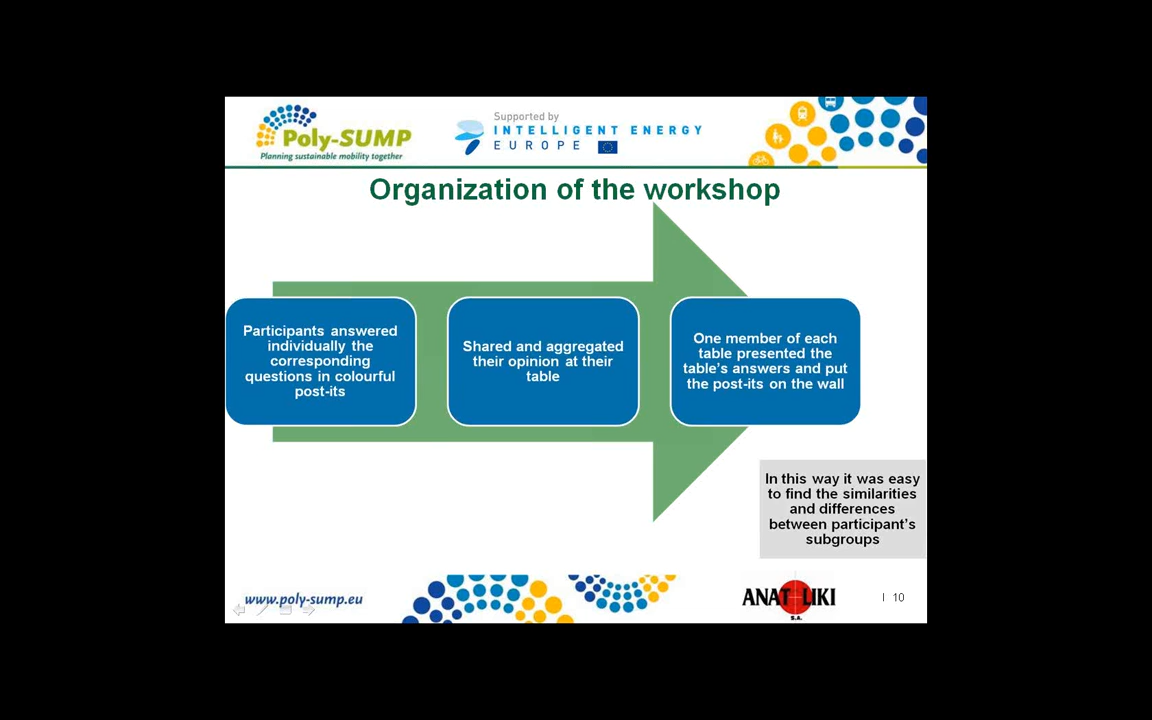 Poly-SUMP
Planning sustainable mobility together
Supported by
INTELLIGENT ENERGY
EUROPE
Organization of the workshop
Participants answered
individually the
corresponding
questions in colourful
post-its
Shared and aggregated
their opinion at their
table
One member of each
table presented the
table's answers and put
the post-its on the wall
In this way it was easy
to find the similarities
and differences
between participant's
subgroups
www.poly-sump.eu
ANATOLIKI
S.A.
I 10